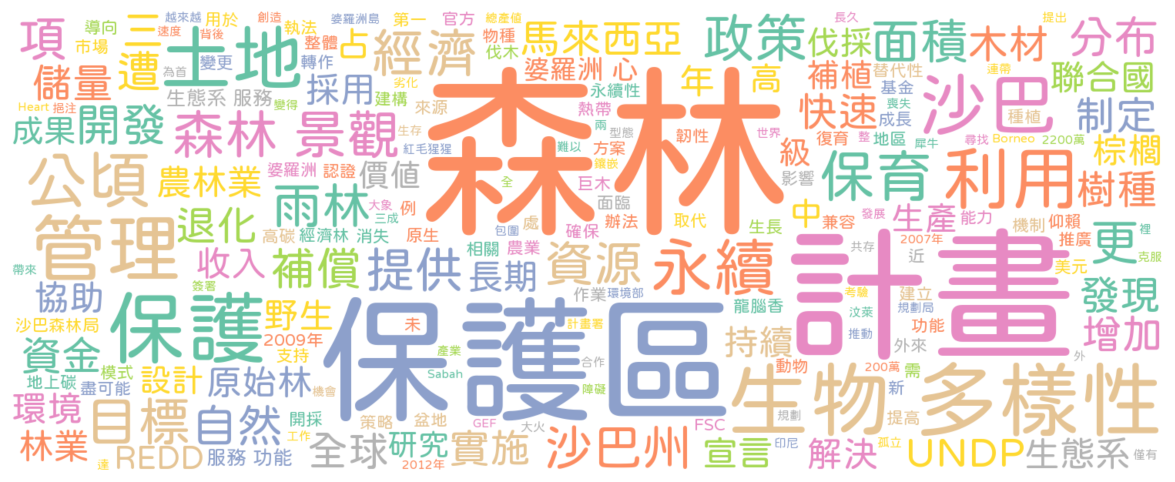 森林
保護區
計畫
生物 多樣性
保護
土地
管理
永續
利用
沙巴
公頃
森林 景觀
經濟
馬來西亞
政策
面積
木材
分布
項
三
遭
占
儲量
成果
開發
採用
農林業
雨林
退化
收入
補償
提供
長期
資源
價值
婆羅洲 心
年
高
伐採
補植
快速
級
保育
聯合國
制定
棕櫚
樹種
更
發現
增加
生產
中
協助
資金
環境
林業
目標
REDD
自然
原始林
設計
野生
2009年
支持
全球
研究
實施
沙巴州
宣言
解決
UNDP
生態系
持續
龍腦香
動物
外來
功能
需
新
提高
200萬
建立
近
美元
機制
仰賴
推廣
能力
兼容
發展
2007年
共存
汶萊
規劃局
推動
考驗
規劃
印尼
孤立
僅有
FSC
障礙
合作
計畫署
環境部
作業
處
確保
辦法
取代
生長
影響
面臨
巨木
韌性
世界
鑲嵌
難以
型態
兩
方案
熱帶
永續性
物種
伐木
總產值
官方
第一
來源
建構
轉作
整體
執法
創造
用於
越來越
速度
背後
導向
市場
變更
為首
生態系 服務
變得
Heart
挹注
劣化
婆羅洲島
紅毛猩猩
生存
婆羅洲
認證
大象
三成
例
原生
全
包圍
相關
農業
高碳
經濟林
消失
簽署
帶來
沙巴森林局
模式
地上碳
盡可能
服務 功能
達
工作
機會
開採
2012年
策略
盆地
大火
GEF
Sabah
產業
未
替代性
基金
喪失
成長
連帶
提出
長久
種植
復育
整
地區
犀牛
尋找
Borneo
2200萬
裡
克服
外